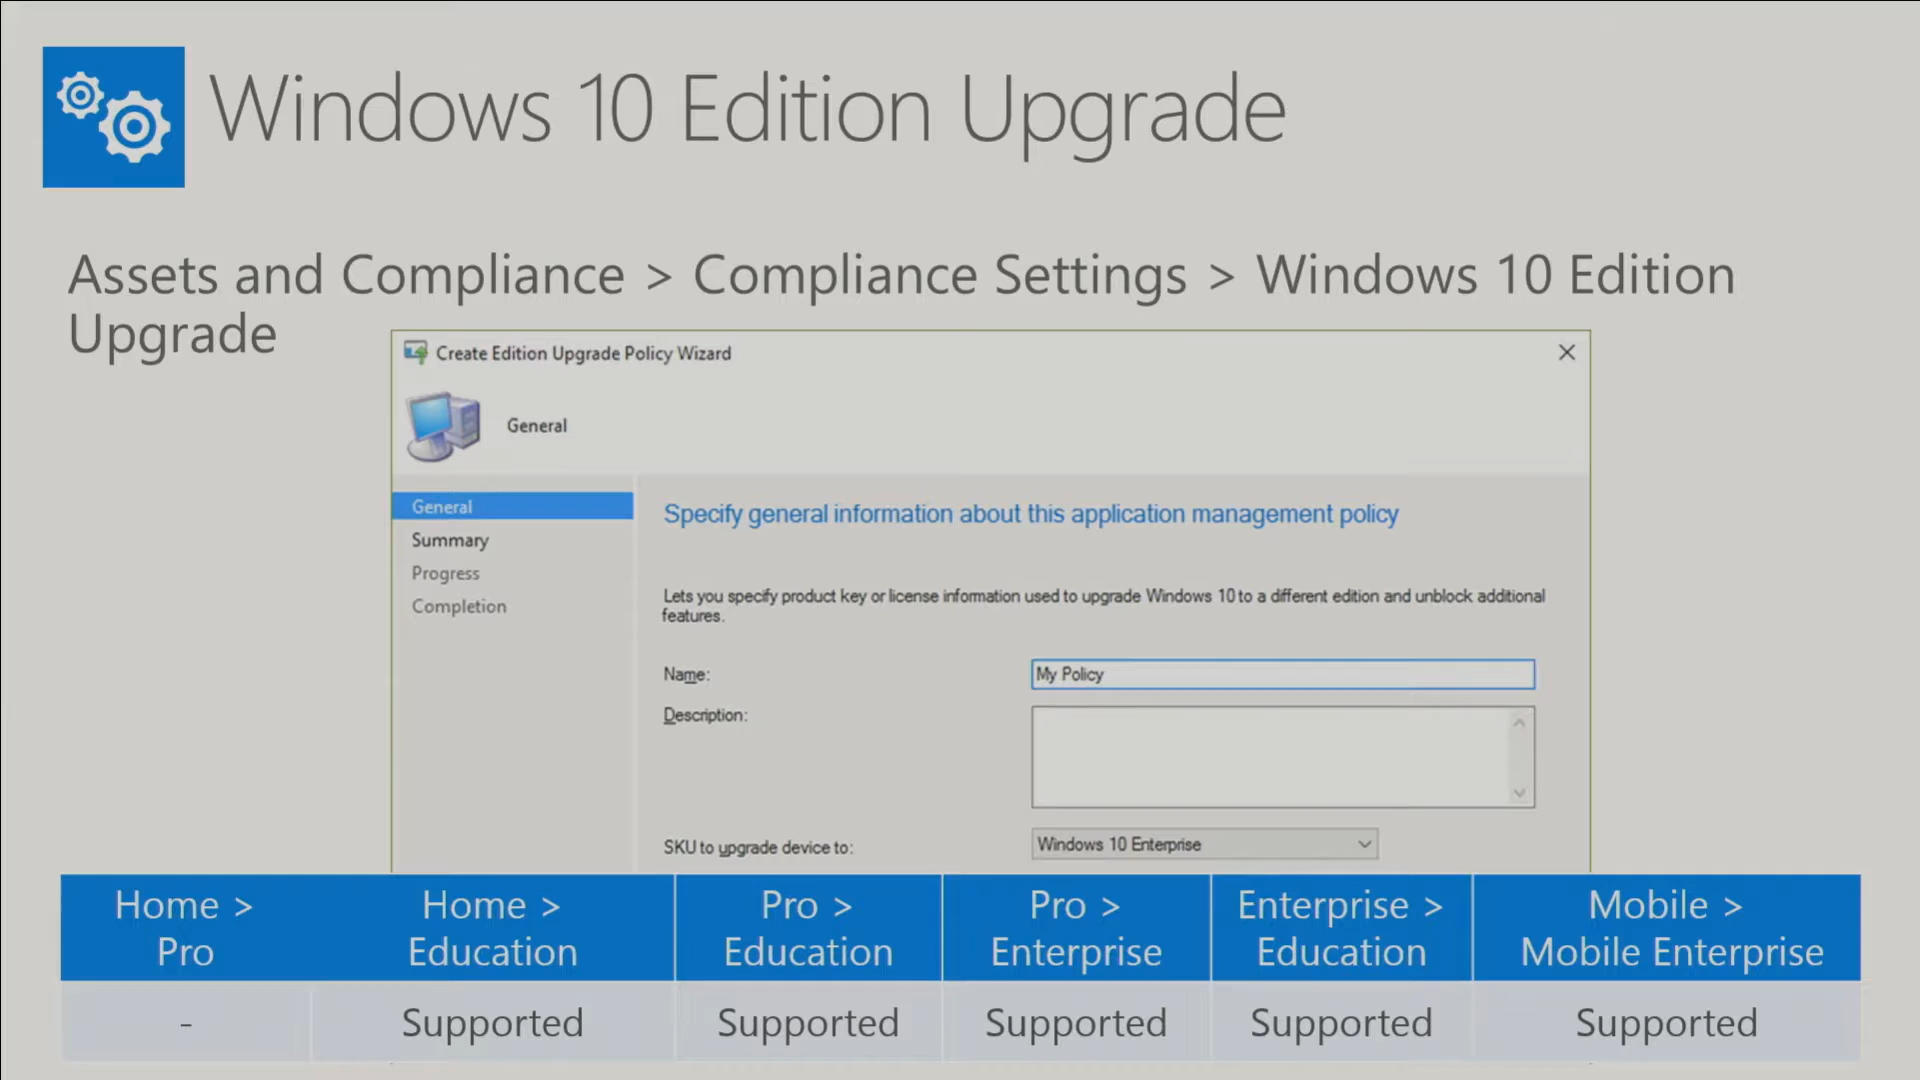 Windows 10 Edition Upgrade
Assets and Compliance > Compliance Settings > Windows 10 Edition
Upgrade
Create Edition Upgrade Policy Wizard
General
General
Summary
Progress
Completion
Specify general information about this application management policy
Lets you specify product key or license information used to upgrade Windows 10 to a different edition and unblock additional
features.
Name:
My Policy
Description:
SKU to upgrade device to:
Windows 10 Enterprise
Home >
Pro
Home >
Education
Pro >
Education
Pro >
Enterprise
Enterprise >
Education
Mobile >
Mobile Enterprise
-
Supported
Supported
Supported
Supported
Supported